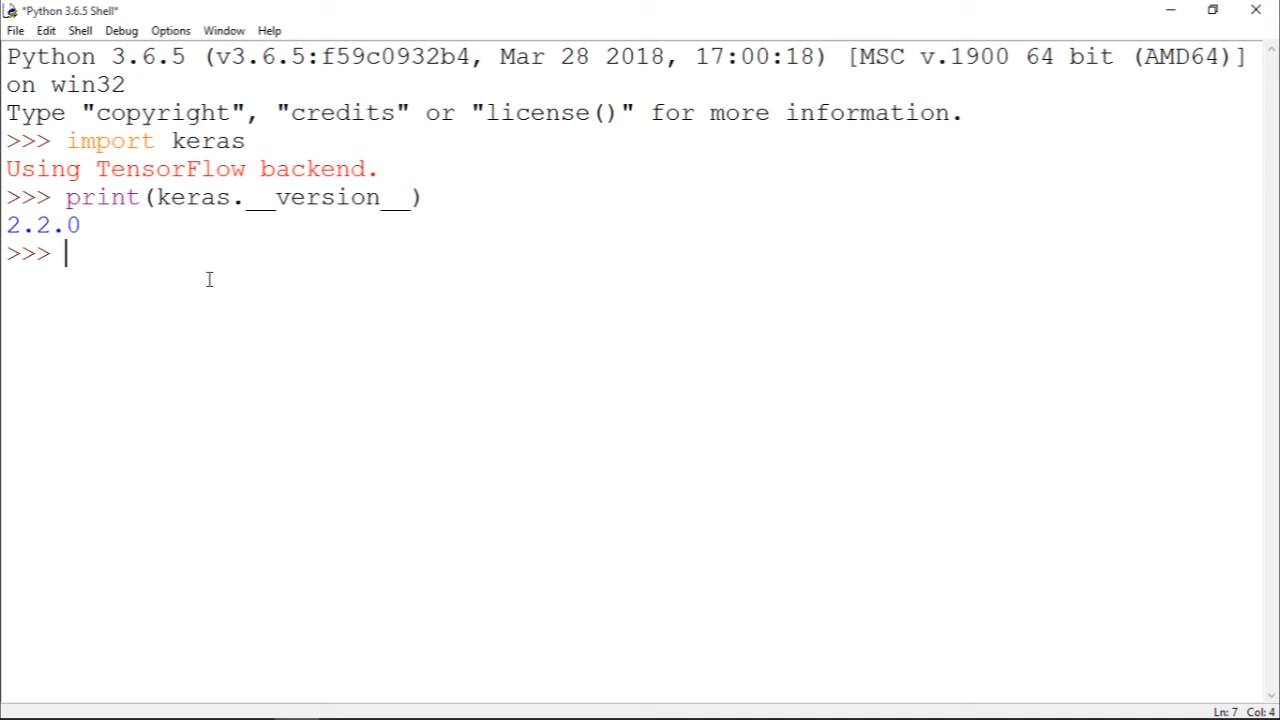 *Python 3.6.5 Shell*
File Edit Shell Debug Options Window Help
Python 3.6.5 (v3.6.5:f59c0932b4, Mar 28 2018, 17:00:18) [MSC v.1900 64 bit (AMD64)]
on win32
Type "copyright", "credits" or "license()" for more information.
>>> import keras
Using TensorFlow backend.
>>> print(keras.__version__)
2.2.0
>>>
Ln: 7 Col: 4